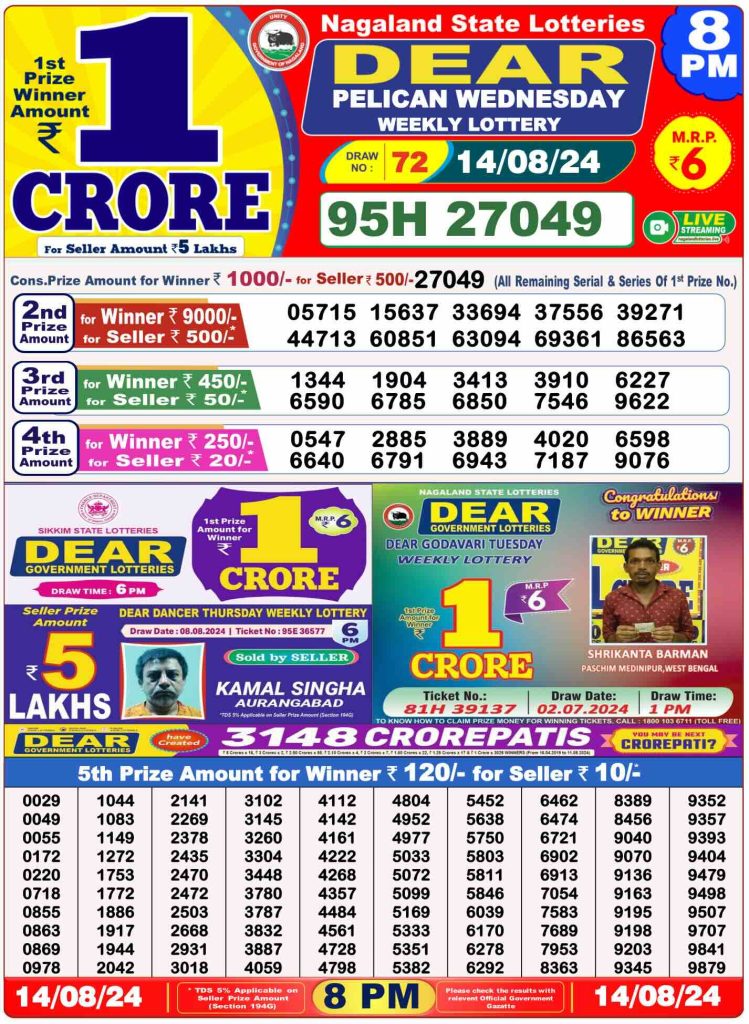 1st
Prize
Winner
Amount
₹
1
CRORE
For Seller Amount ₹5 Lakhs
UNITY
GOVERNMENT OF NAGALAND
Nagaland State Lotteries
DEAR
PELICAN WEDNESDAY
WEEKLY LOTTERY
8
PM
DRAW NO : 72 14/08/24
M.R.P.
₹6
95H 27049
LIVE
STREAMING
nagalandlotteries.live
Cons.Prize Amount for Winner ₹ 1000/- for Seller ₹ 500/- 27049 (All Remaining Serial & Series Of 1st Prize No.)
2nd Prize Amount
for Winner ₹ 9000/-
for Seller ₹ 500/-*
05715 15637 33694 37556 39271
44713 60851 63094 69361 86563
3rd Prize Amount
for Winner ₹ 450/-
for Seller ₹ 50/-*
1344 1904 3413 3910 6227
6590 6785 6850 7546 9622
4th Prize Amount
for Winner ₹ 250/-
for Seller ₹ 20/-*
0547 2885 3889 4020 6598
6640 6791 6943 7187 9076
SIKKIM STATE LOTTERIES
DEAR
GOVERNMENT LOTTERIES
DRAW TIME : 6 PM
1st Prize
Amount for
Winner
₹
1
CRORE
M.R.P. ₹6
Seller Prize
Amount
₹5
LAKHS
DEAR DANCER THURSDAY WEEKLY LOTTERY
Draw Date : 08.08.2024 | Ticket No : 95E 36577
6
PM
Sold by SELLER
KAMAL SINGHA
AURANGABAD
*TDS 5% Applicable on Seller Prize Amount (Section 194G)
NAGALAND STATE LOTTERIES
DEAR
GOVERNMENT LOTTERIES
DEAR GODAVARI TUESDAY
WEEKLY LOTTERY
1st Prize
Amount for
Winner
₹
1
CRORE
M.R.P
₹6
Congratulations
to WINNER
SHRIKANTA BARMAN
PASCHIM MEDINIPUR,WEST BENGAL
Ticket No.: Draw Date: Draw Time:
81H 39137 02.07.2024 1 PM
TO KNOW HOW TO CLAIM PRIZE MONEY FOR WINNING TICKETS. CALL : 1800 103 6711 (TOLL FREE)
DEAR
GOVERNMENT LOTTERIES
have
Created
3148 CROREPATIS
YOU MAY BE NEXT
CROREPATI?
5th Prize Amount for Winner ₹ 120/- for Seller ₹ 10/-*
0029 1044 2141 3102 4112 4804 5452 6462 8389 9352
0049 1083 2269 3145 4142 4952 5638 6474 8456 9357
0055 1149 2378 3260 4161 4977 5750 6721 9040 9393
0172 1272 2435 3304 4222 5033 5803 6902 9070 9404
0220 1753 2470 3448 4268 5072 5811 6913 9136 9479
0718 1772 2472 3780 4357 5099 5846 7054 9163 9498
0855 1886 2503 3787 4484 5169 6039 7583 9195 9507
0863 1917 2668 3832 4561 5333 6170 7689 9198 9707
0869 1944 2931 3887 4728 5351 6278 7953 9203 9841
0978 2042 3018 4059 4798 5382 6292 8363 9345 9879
14/08/24
* TDS 5% Applicable on
Seller Prize Amount
(Section 194G)
8 PM
Please check the results with
relevent Official Government
Gazatte
14/08/24